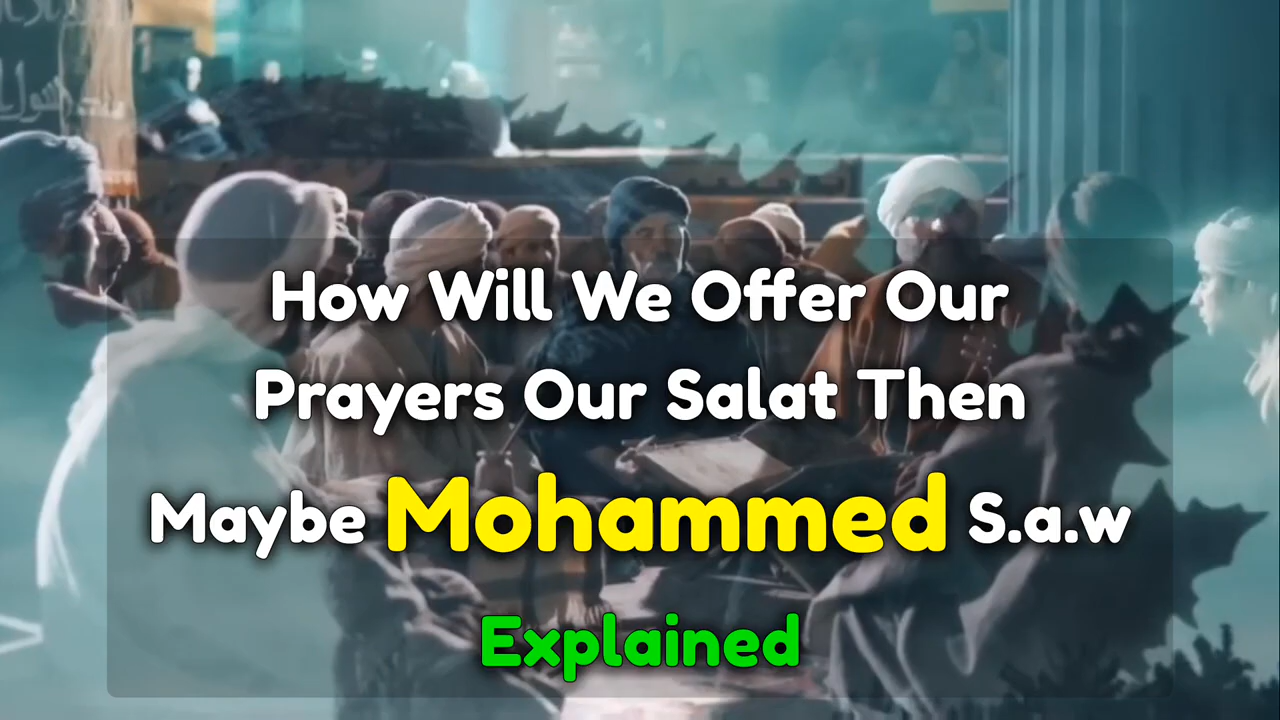 How Will We Offer Our
Prayers Our Salat Then
Maybe Mohammed S.a.w
Explained